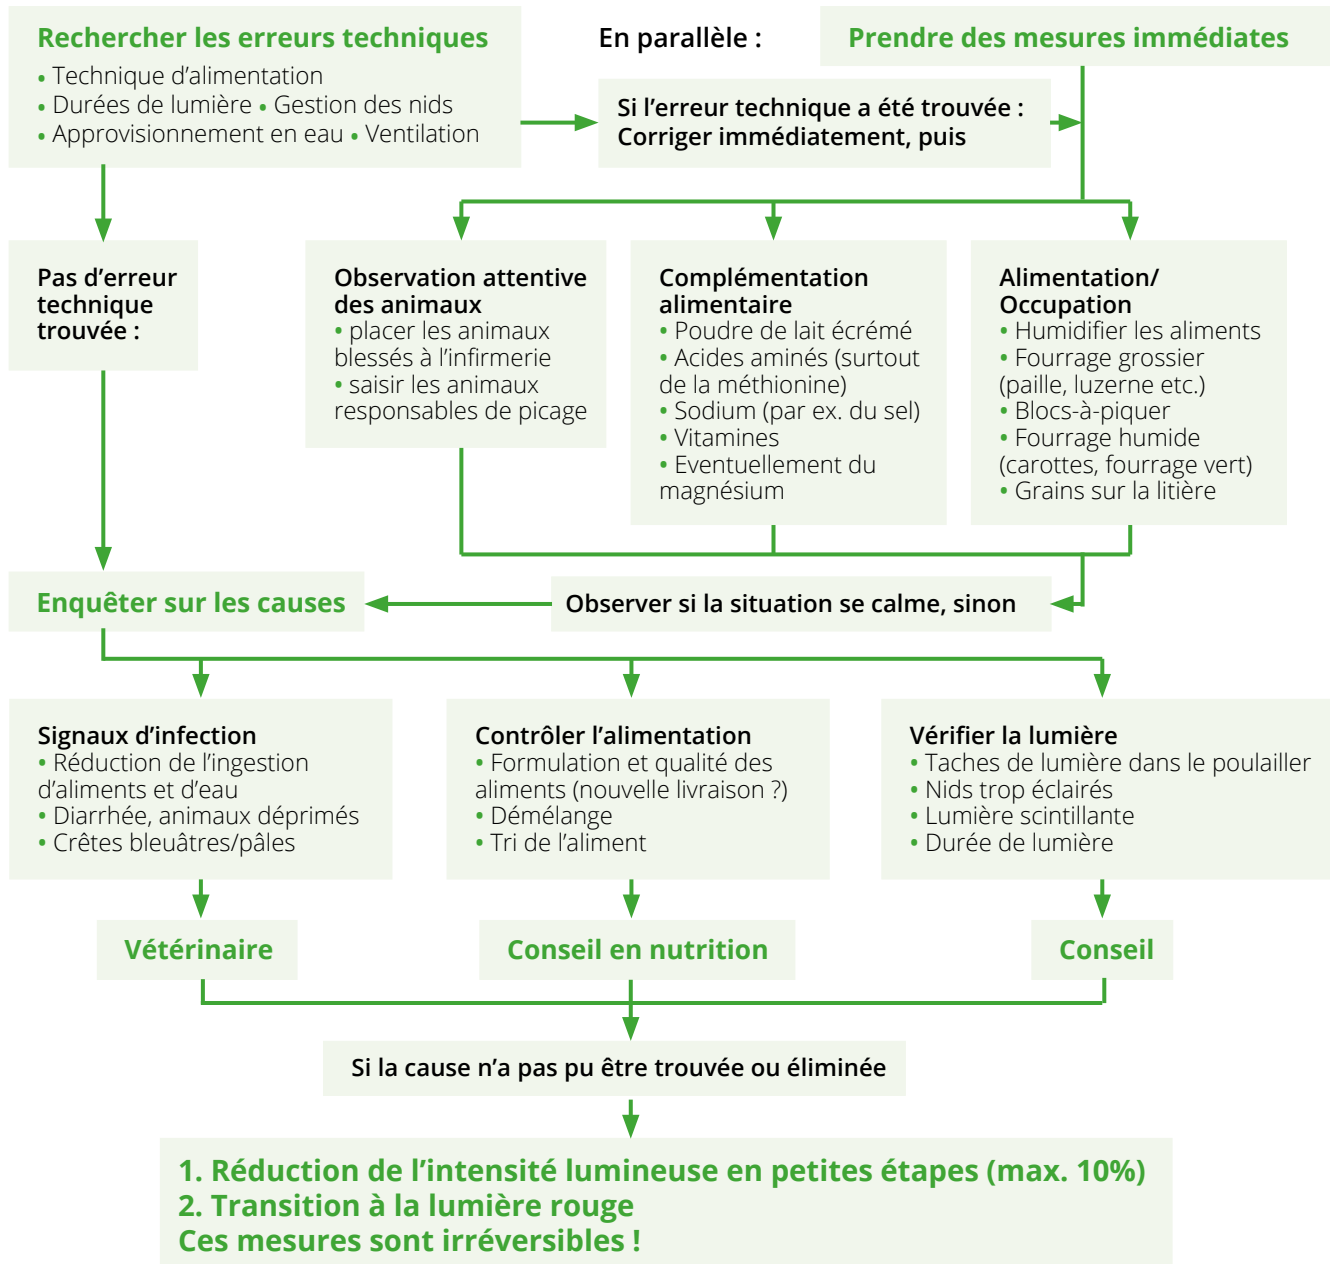 Rechercher les erreurs techniques
• Technique d’alimentation
• Durées de lumière • Gestion des nids
• Approvisionnement en eau • Ventilation
En parallèle :
Prendre des mesures immédiates
Si l’erreur technique a été trouvée :
Corriger immédiatement, puis
Pas d’erreur
technique
trouvée :
Observation attentive
des animaux
• placer les animaux
blessés à l’infirmerie
• saisir les animaux
responsables de picage
Complémentation
alimentaire
• Poudre de lait écrémé
• Acides aminés (surtout
de la méthionine)
• Sodium (par ex. du sel)
• Vitamines
• Eventuellement du
magnésium
Alimentation/
Occupation
• Humidifier les aliments
• Fourrage grossier
(paille, luzerne etc.)
• Blocs-à-piquer
• Fourrage humide
(carottes, fourrage vert)
• Grains sur la litière
Enquêter sur les causes
Observer si la situation se calme, sinon
Signaux d’infection
• Réduction de l’ingestion
d’aliments et d’eau
• Diarrhée, animaux déprimés
• Crêtes bleuâtres/pâles
Contrôler l’alimentation
• Formulation et qualité des
aliments (nouvelle livraison ?)
• Démélange
• Tri de l’aliment
Vérifier la lumière
• Taches de lumière dans le poulailler
• Nids trop éclairés
• Lumière scintillante
• Durée de lumière
Vétérinaire
Conseil en nutrition
Conseil
Si la cause n’a pas pu être trouvée ou éliminée
1. Réduction de l’intensité lumineuse en petites étapes (max. 10%)
2. Transition à la lumière rouge
Ces mesures sont irréversibles !